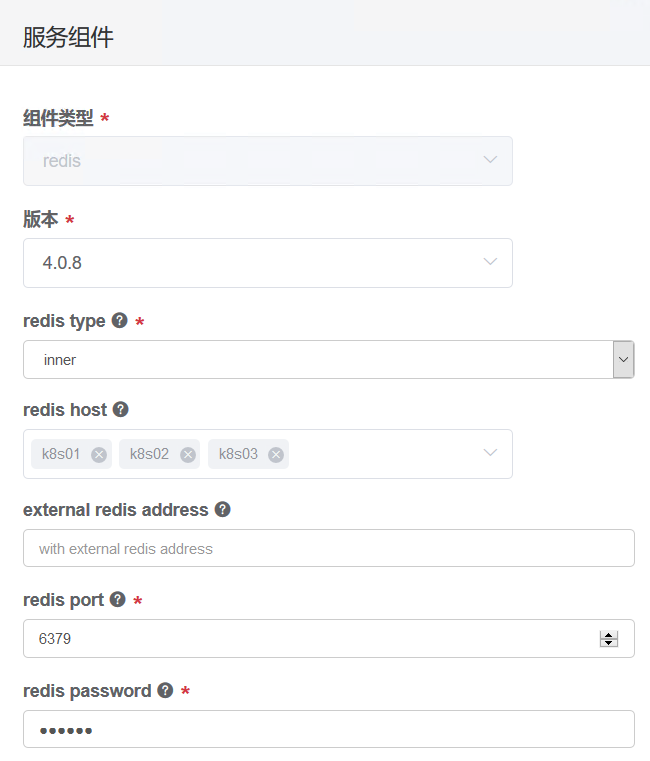 服务组件
组件类型 *
redis
版本 *
4.0.8
redis type ? *
inner
redis host ?
k8s01 k8s02 k8s03
external redis address ?
with external redis address
redis port ? *
6379
redis password ? *
●●●●●●